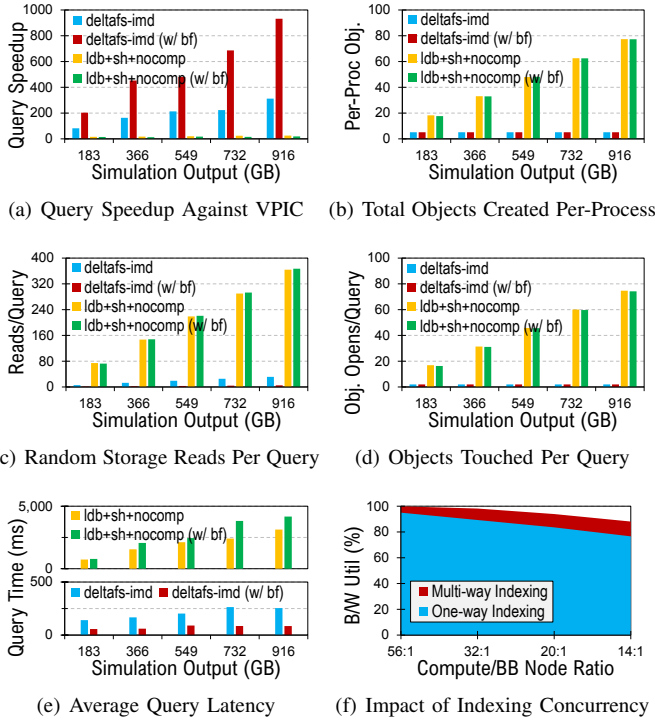 1000
800
600
400
200
0
Query Speedup
deltafs-imd
deltafs-imd (w/ bf)
ldb+sh+nocomp
ldb+sh+nocomp (w/ bf)
183 366 549 732 916
Simulation Output (GB)
(a) Query Speedup Against VPIC
100
80
60
40
20
0
Per-Proc Obj.
deltafs-imd
deltafs-imd (w/ bf)
ldb+sh+nocomp
ldb+sh+nocomp (w/ bf)
183 366 549 732 916
Simulation Output (GB)
(b) Total Objects Created Per-Process
400
320
240
160
80
0
Reads/Query
deltafs-imd
deltafs-imd (w/ bf)
ldb+sh+nocomp
ldb+sh+nocomp (w/ bf)
183 366 549 732 916
Simulation Output (GB)
c) Random Storage Reads Per Query
100
80
60
40
20
0
Obj. Opens/Query
deltafs-imd
deltafs-imd (w/ bf)
ldb+sh+nocomp
ldb+sh+nocomp (w/ bf)
183 366 549 732 916
Simulation Output (GB)
(d) Objects Touched Per Query
5,000
0
500
0
Query Time (ms)
ldb+sh+nocomp
ldb+sh+nocomp (w/ bf)
deltafs-imd deltafs-imd (w/ bf)
183 366 549 732 916
Simulation Output (GB)
(e) Average Query Latency
100
80
60
40
20
0
B/W Util (%)
Multi-way Indexing
One-way Indexing
56:1 32:1 20:1 14:1
Compute/BB Node Ratio
(f) Impact of Indexing Concurrency